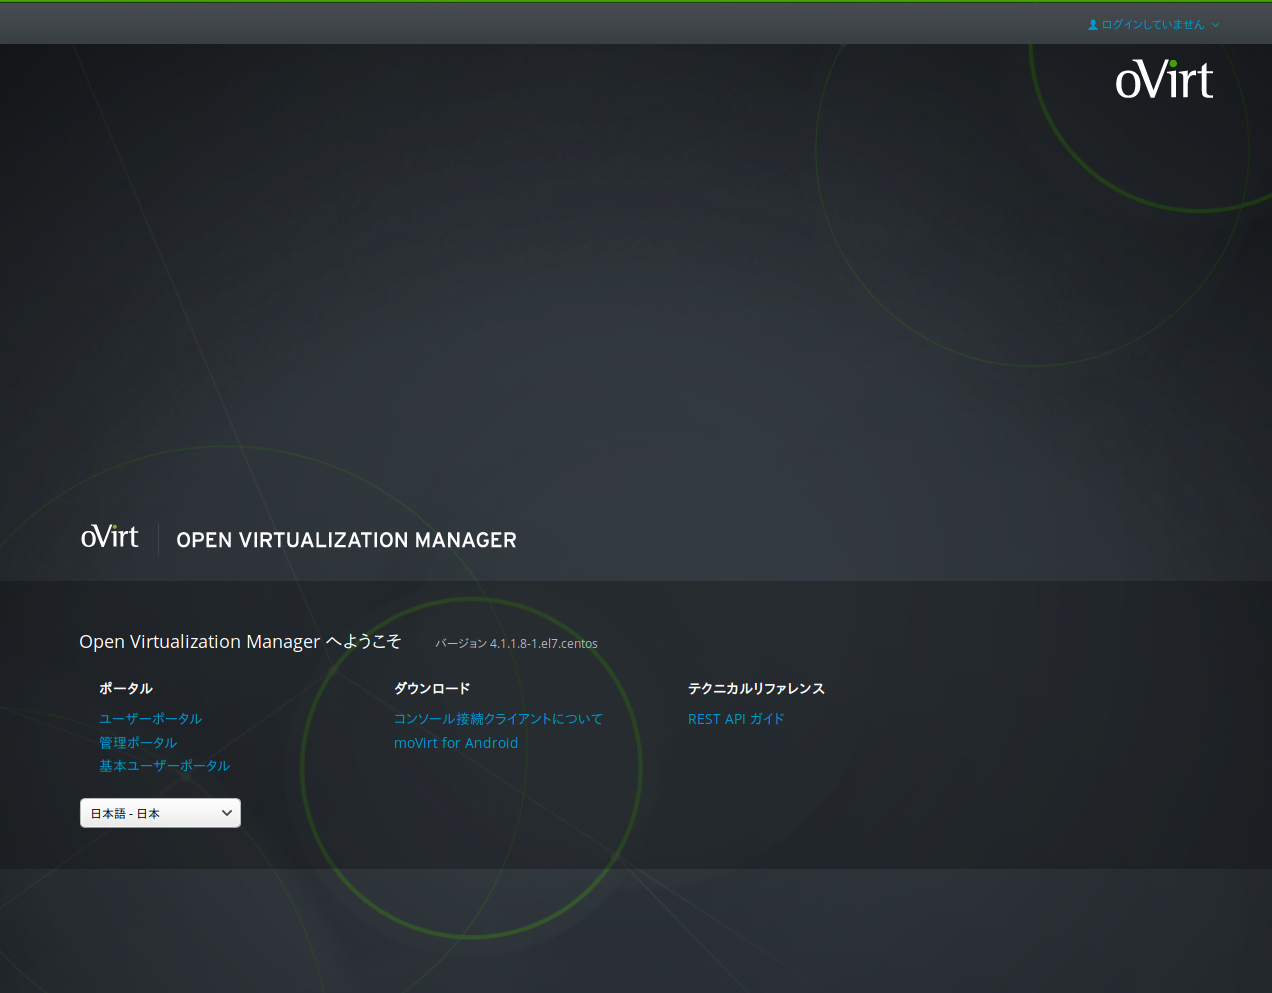 ログインしていません
oVirt
oVirt OPEN VIRTUALIZATION MANAGER
Open Virtualization Manager へようこそ バージョン 4.1.1.8-1.el7.centos
ポータル ダウンロード テクニカルリファレンス
ユーザーポータル コンソール接続クライアントについて REST API ガイド
管理ポータル moVirt for Android
基本ユーザーポータル
日本語 - 日本